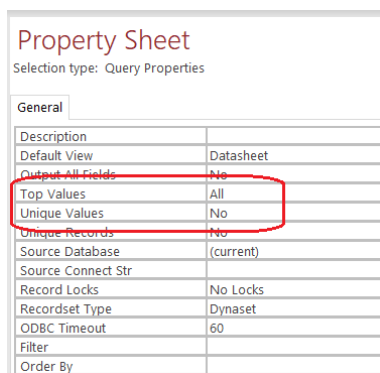 Property Sheet
Selection type: Query Properties
General
Description
Default View Datasheet
Output All Fields No
Top Values All
Unique Values No
Unique Records No
Source Database (current)
Source Connect Str
Record Locks No Locks
Recordset Type Dynaset
ODBC Timeout 60
Filter
Order By